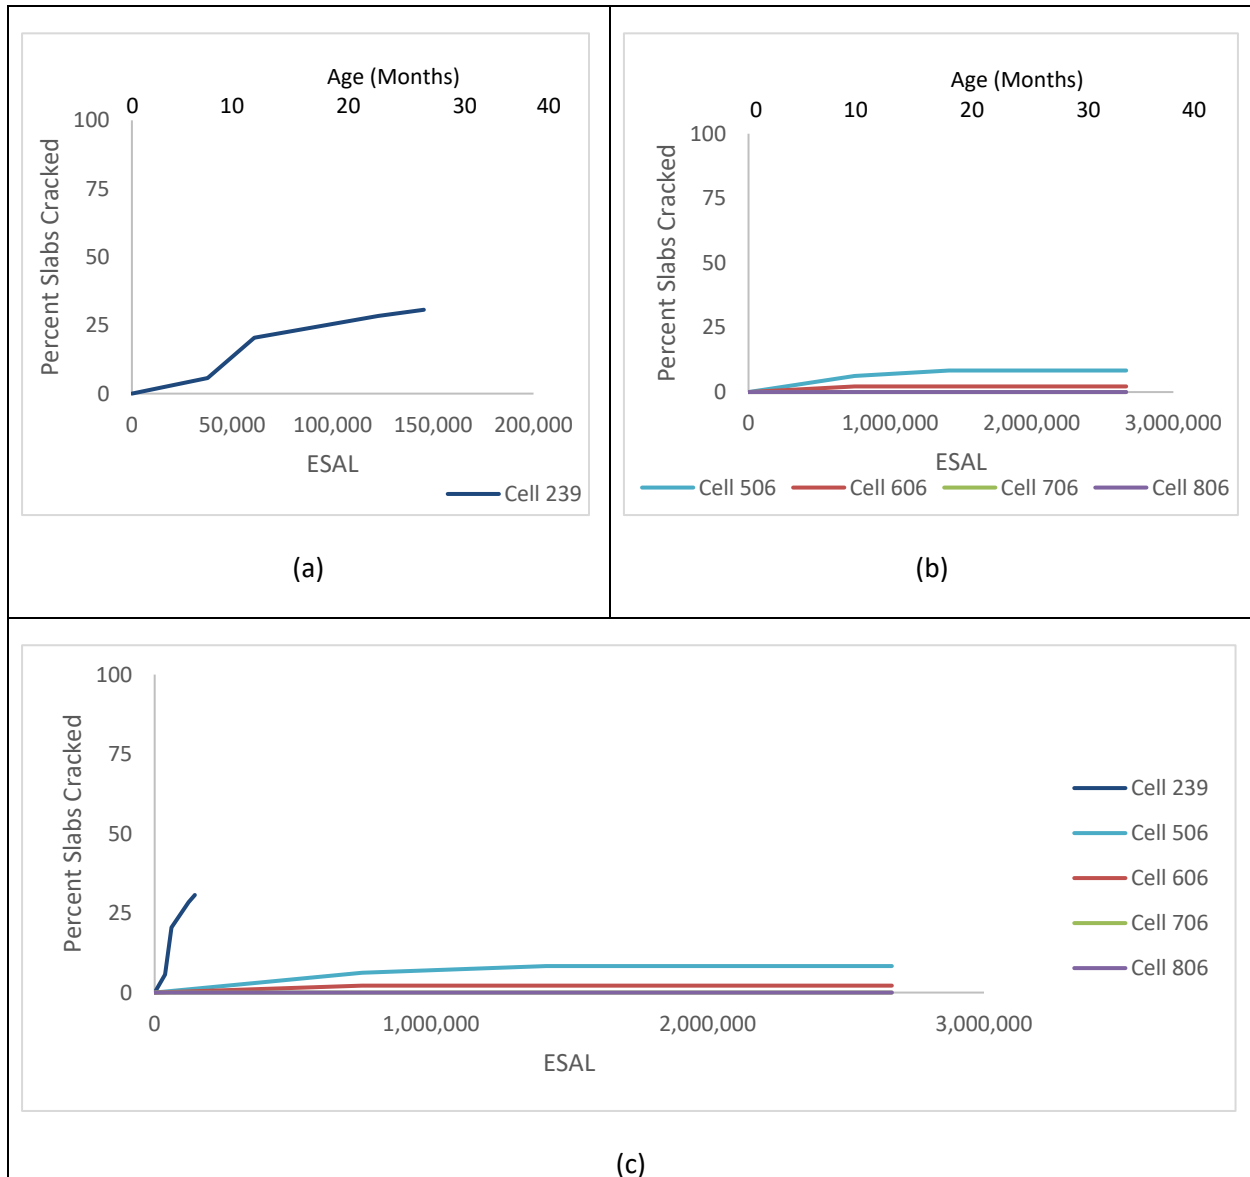 Age (Months)
0 10 20 30 40
Percent Slabs Cracked
100
75
50
25
0
0 50,000 100,000 150,000 200,000
ESAL
Cell 239
(a)
Age (Months)
0 10 20 30 40
Percent Slabs Cracked
100
75
50
25
0
0 1,000,000 2,000,000 3,000,000
ESAL
Cell 506 Cell 606 Cell 706 Cell 806
(b)
Percent Slabs Cracked
100
75
50
25
0
0 1,000,000 2,000,000 3,000,000
ESAL
Cell 239
Cell 506
Cell 606
Cell 706
Cell 806
(c)